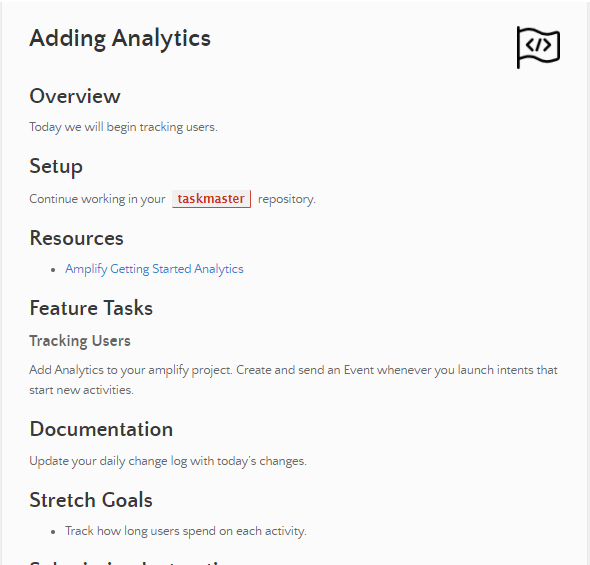 Adding Analytics
</>
Overview
Today we will begin tracking users.
Setup
Continue working in your taskmaster repository.
Resources
• Amplify Getting Started Analytics
Feature Tasks
Tracking Users
Add Analytics to your amplify project. Create and send an Event whenever you launch intents that
start new activities.
Documentation
Update your daily change log with today's changes.
Stretch Goals
• Track how long users spend on each activity.